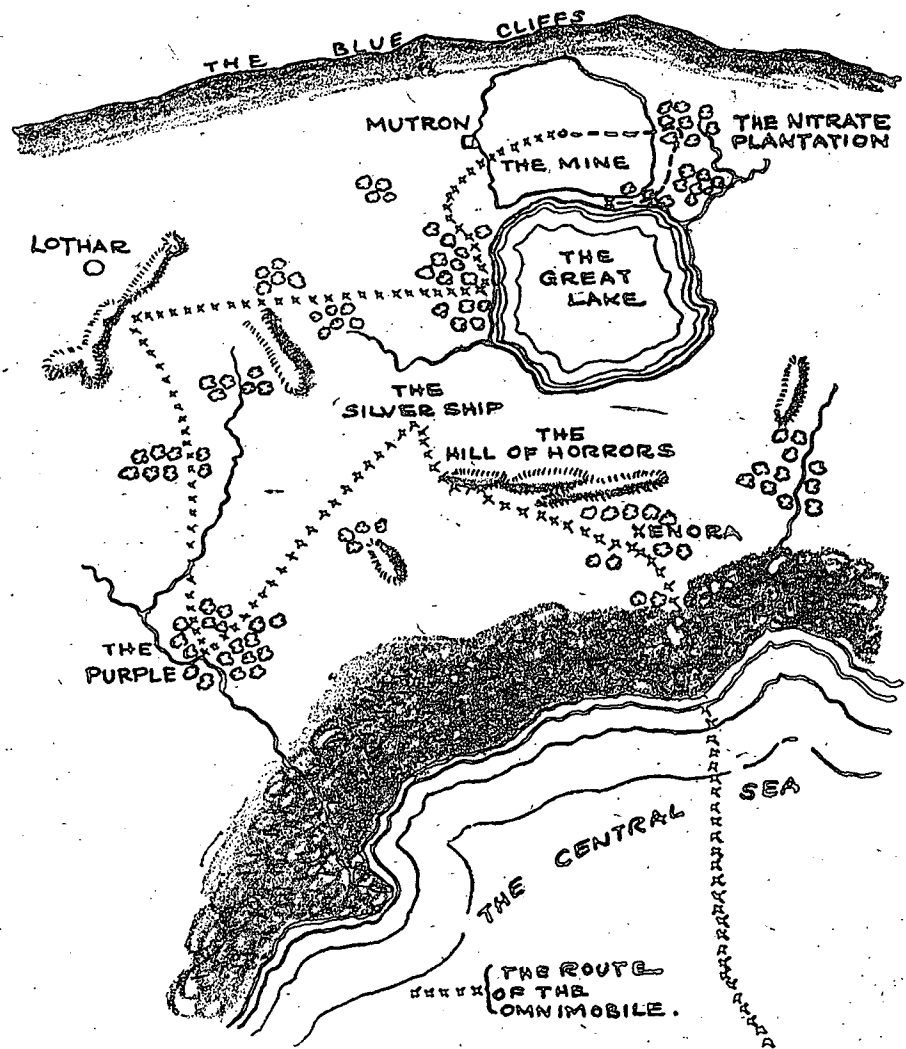 THE BLUE CLIFFS
MUTRON
THE NITRATE
PLANTATION
THE MINE
LOTHAR
THE
GREAT
LAKE
THE
SILVER SHIP
THE
HILL OF HORRORS
XENORA
THE
PURPLE
THE CENTRAL SEA
THE ROUTE
OF THE
OMNIMOBILE.